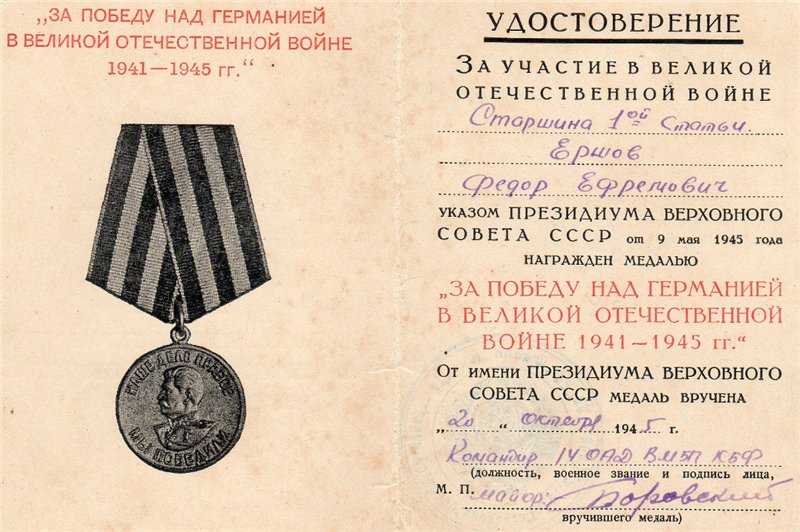 „ЗА ПОБЕДУ НАД ГЕРМАНИЕЙ
В ВЕЛИКОЙ ОТЕЧЕСТВЕННОЙ ВОЙНЕ
1941—1945 гг.“
НАШЕ ДЕЛО ПРАВОЕ
МЫ ПОБЕДИЛИ
УДОСТОВЕРЕНИЕ
ЗА УЧАСТИЕ В ВЕЛИКОЙ
ОТЕЧЕСТВЕННОЙ ВОЙНЕ
Старшина 1ой Статьи
Ершов
Федор Ефремович
УКАЗОМ ПРЕЗИДИУМА ВЕРХОВНОГО
СОВЕТА СССР от 9 мая 1945 года
НАГРАЖДЕН МЕДАЛЬЮ
„ЗА ПОБЕДУ НАД ГЕРМАНИЕЙ
В ВЕЛИКОЙ ОТЕЧЕСТВЕННОЙ
ВОЙНЕ 1941—1945 гг.“
От имени ПРЕЗИДИУМА ВЕРХОВНОГО
СОВЕТА СССР МЕДАЛЬ ВРУЧЕНА
„20“ октября 1945 г.
Командир ОАД КБФ
(должность, военное звание и подпись лица,
М. П. майор Боровский
вручившего медаль)